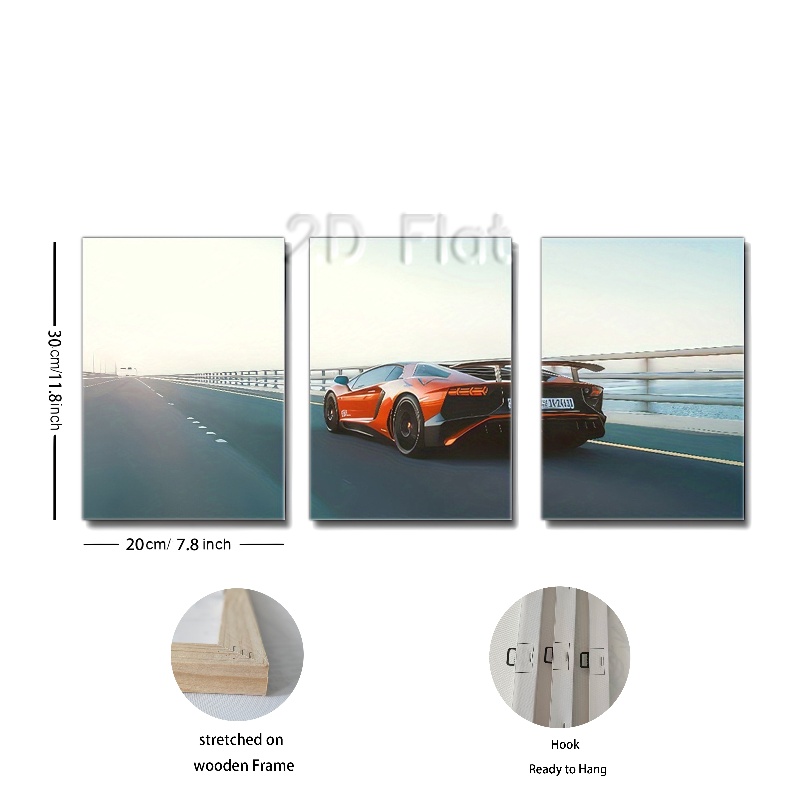 2D Flat
30cm/11.8inch
20cm/ 7.8 inch
stretched on
wooden Frame
Hook
Ready to Hang